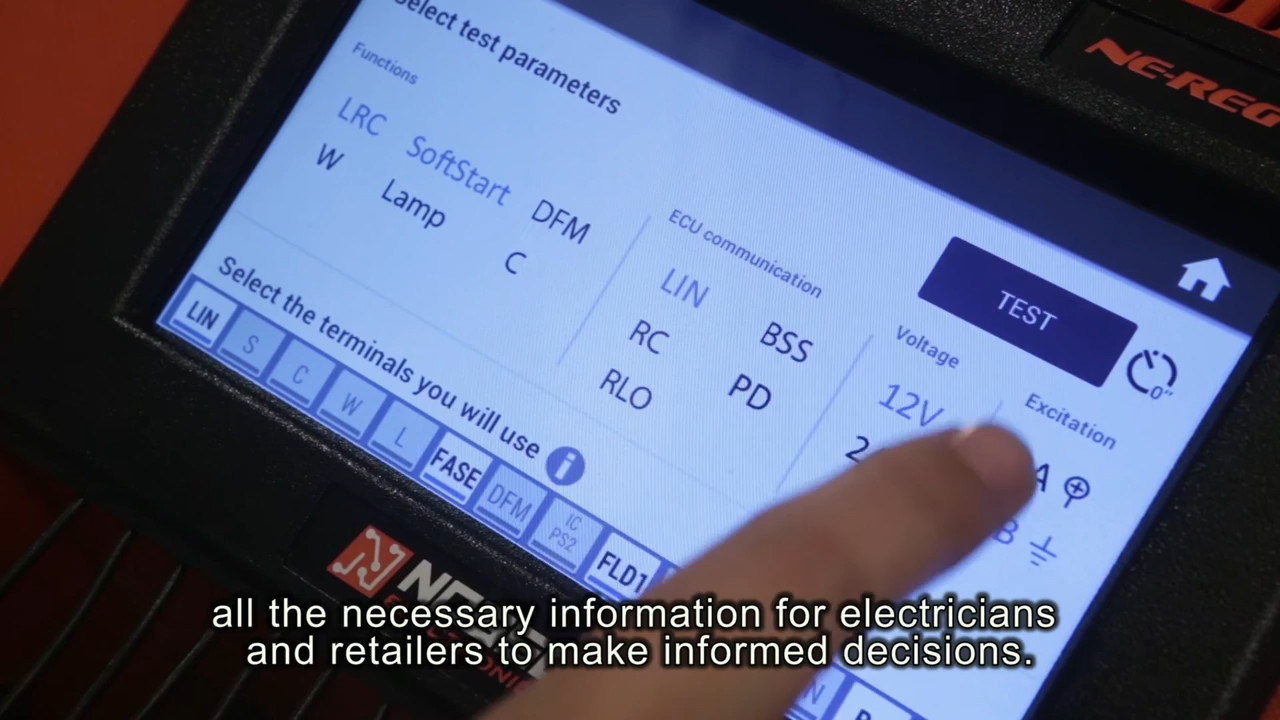 Select test parameters
Functions
LRC SoftStart DFM
W Lamp C
ECU communication
LIN BSS
RC PD
RLO
TEST
0"
Voltage
12V
Excitation
A
B
Select the terminals you will use i
LIN S C W L FASE DFM IC PS2 FLD1
all the necessary information for electricians
and retailers to make informed decisions.